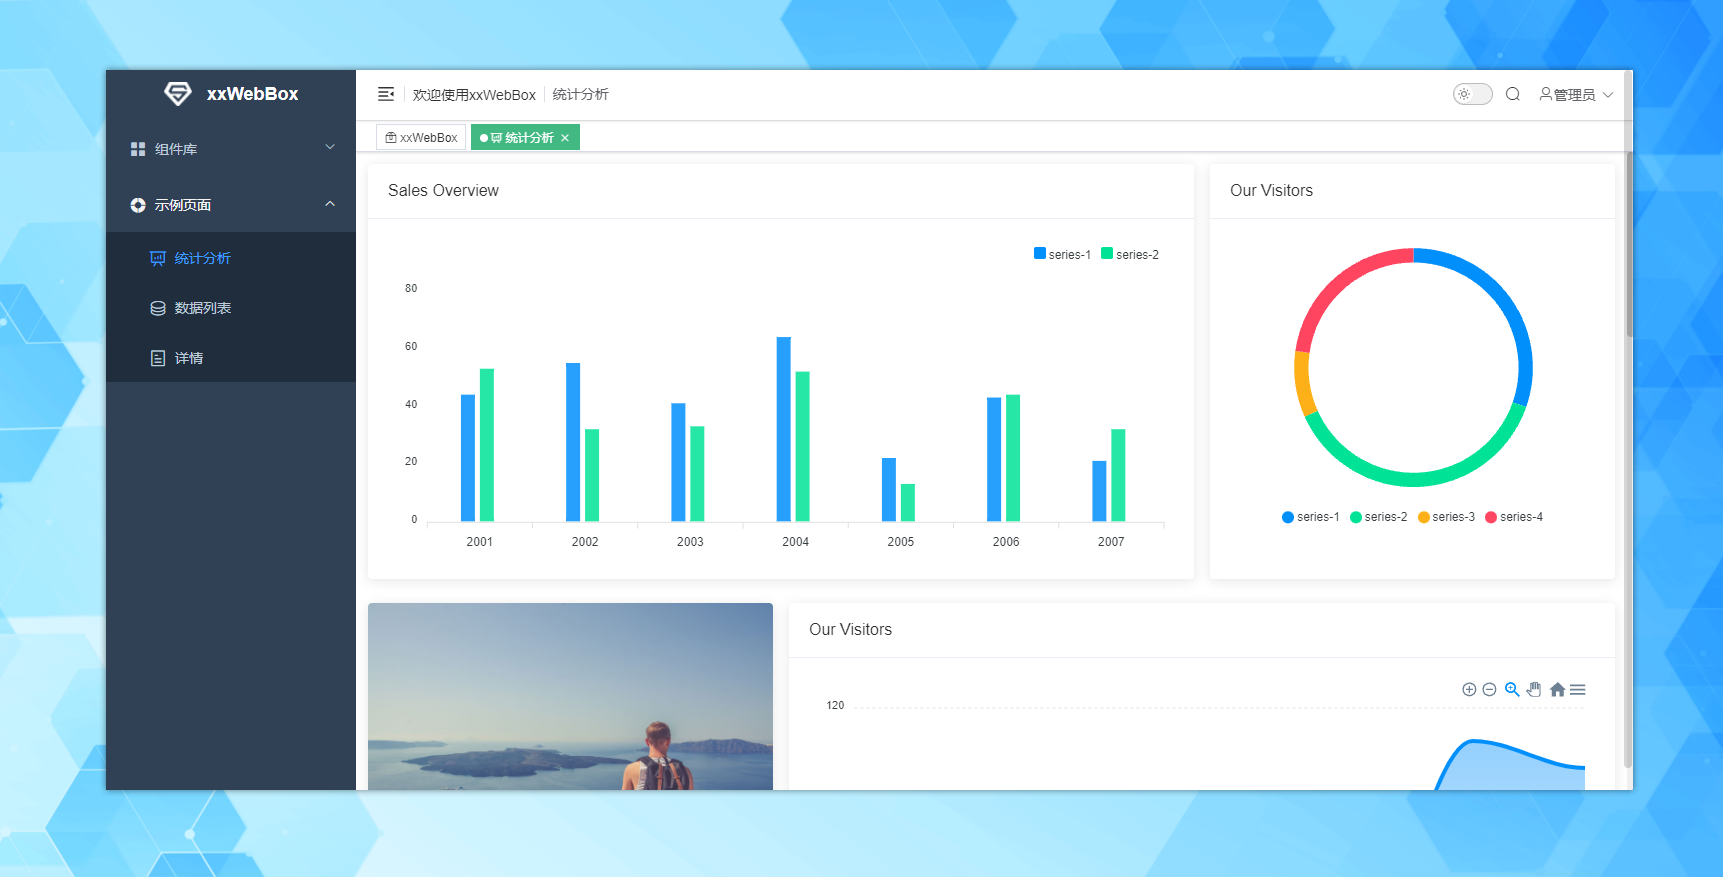 xxWebBox
组件库
示例页面
统计分析
数据列表
详情
欢迎使用xxWebBox 统计分析
管理员
xxWebBox
统计分析
Sales Overview
series-1 series-2
80
60
40
20
0
2001 2002 2003 2004 2005 2006 2007
Our Visitors
series-1 series-2 series-3 series-4
Our Visitors
120